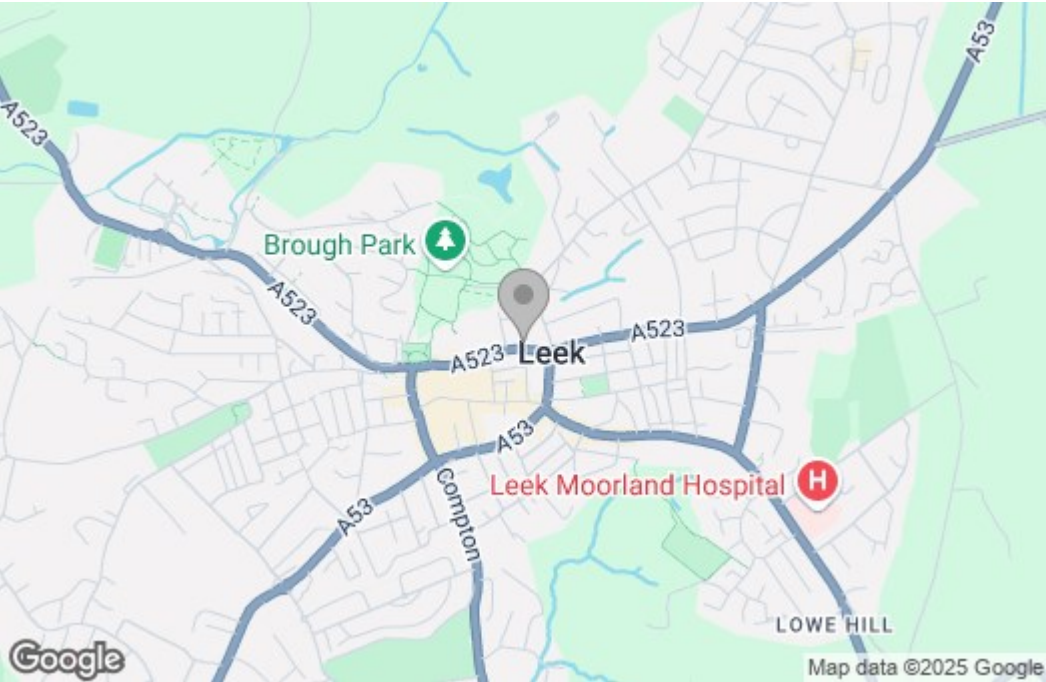 A53
A523
Brough Park
A523
A523
A523
Leek
A53
Leek Moorland Hospital
H
A53
Compton
LOWE HILL
Google
Map data ©2025 Google